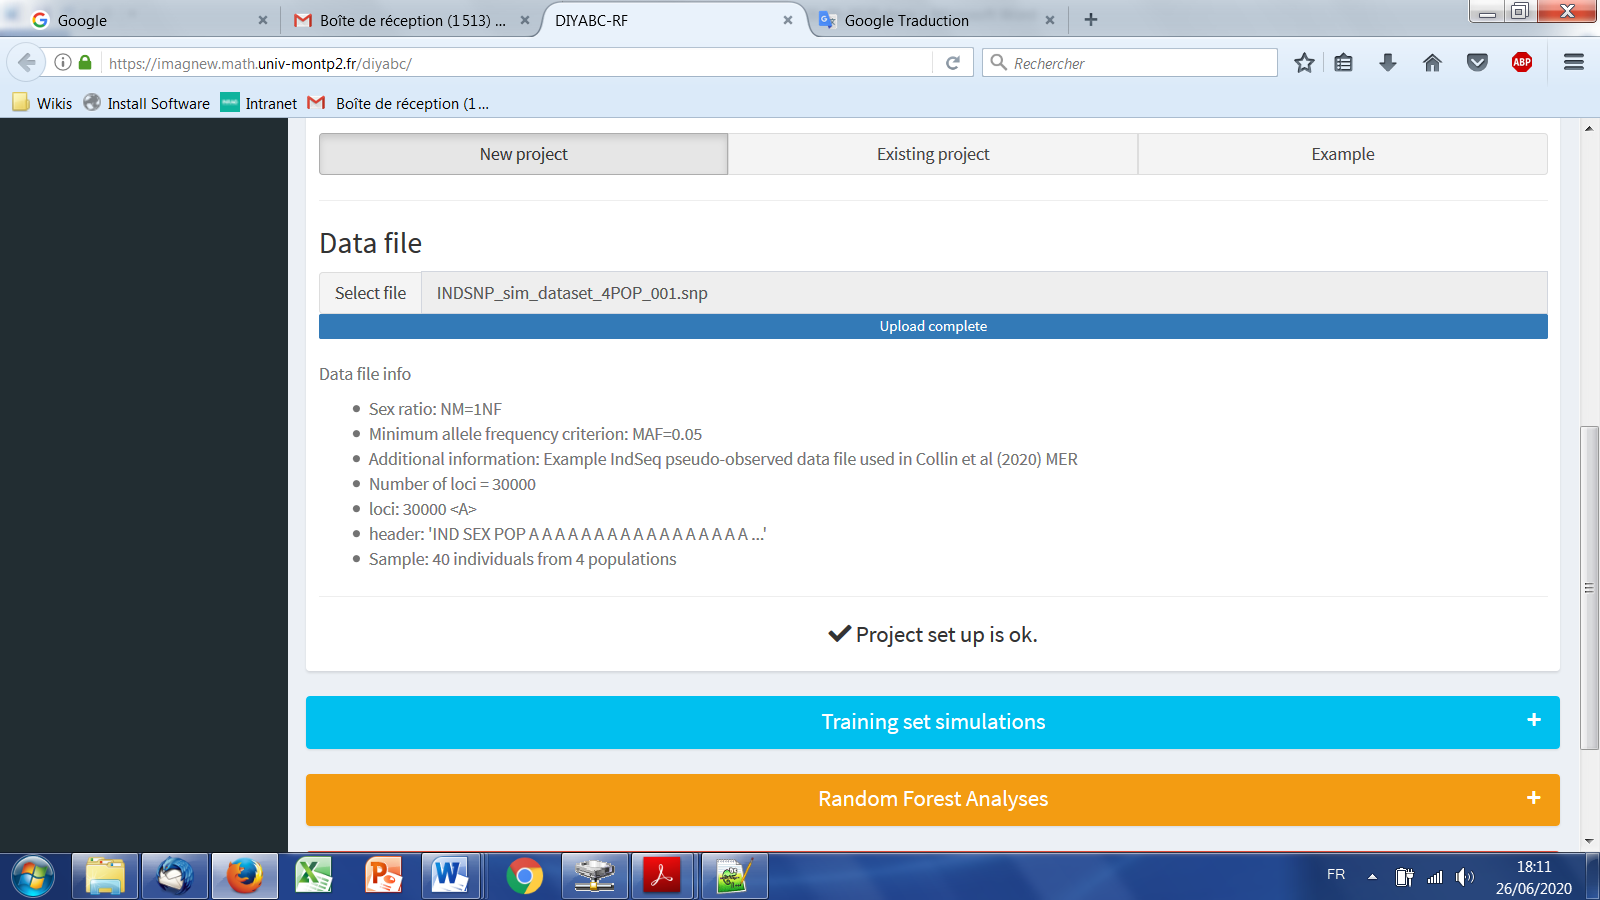 Google
Boîte de réception (1 513) ...
DIYABC-RF
Google Traduction
https://imagnew.math.univ-montp2.fr/diyabc/
Rechercher
ABP
Wikis
Install Software
Intranet
Boîte de réception (1 ...
New project
Existing project
Example
Data file
Select file
INDSNP_sim_dataset_4POP_001.snp
Upload complete
Data file info
Sex ratio: NM=1NF
Minimum allele frequency criterion: MAF=0.05
Additional information: Example IndSeq pseudo-observed data file used in Collin et al (2020) MER
Number of loci = 30000
loci: 30000 <A>
header: 'IND SEX POP A A A A A A A A A A A A A A A A A ...'
Sample: 40 individuals from 4 populations
Project set up is ok.
Training set simulations
Random Forest Analyses
FR
18:11
26/06/2020